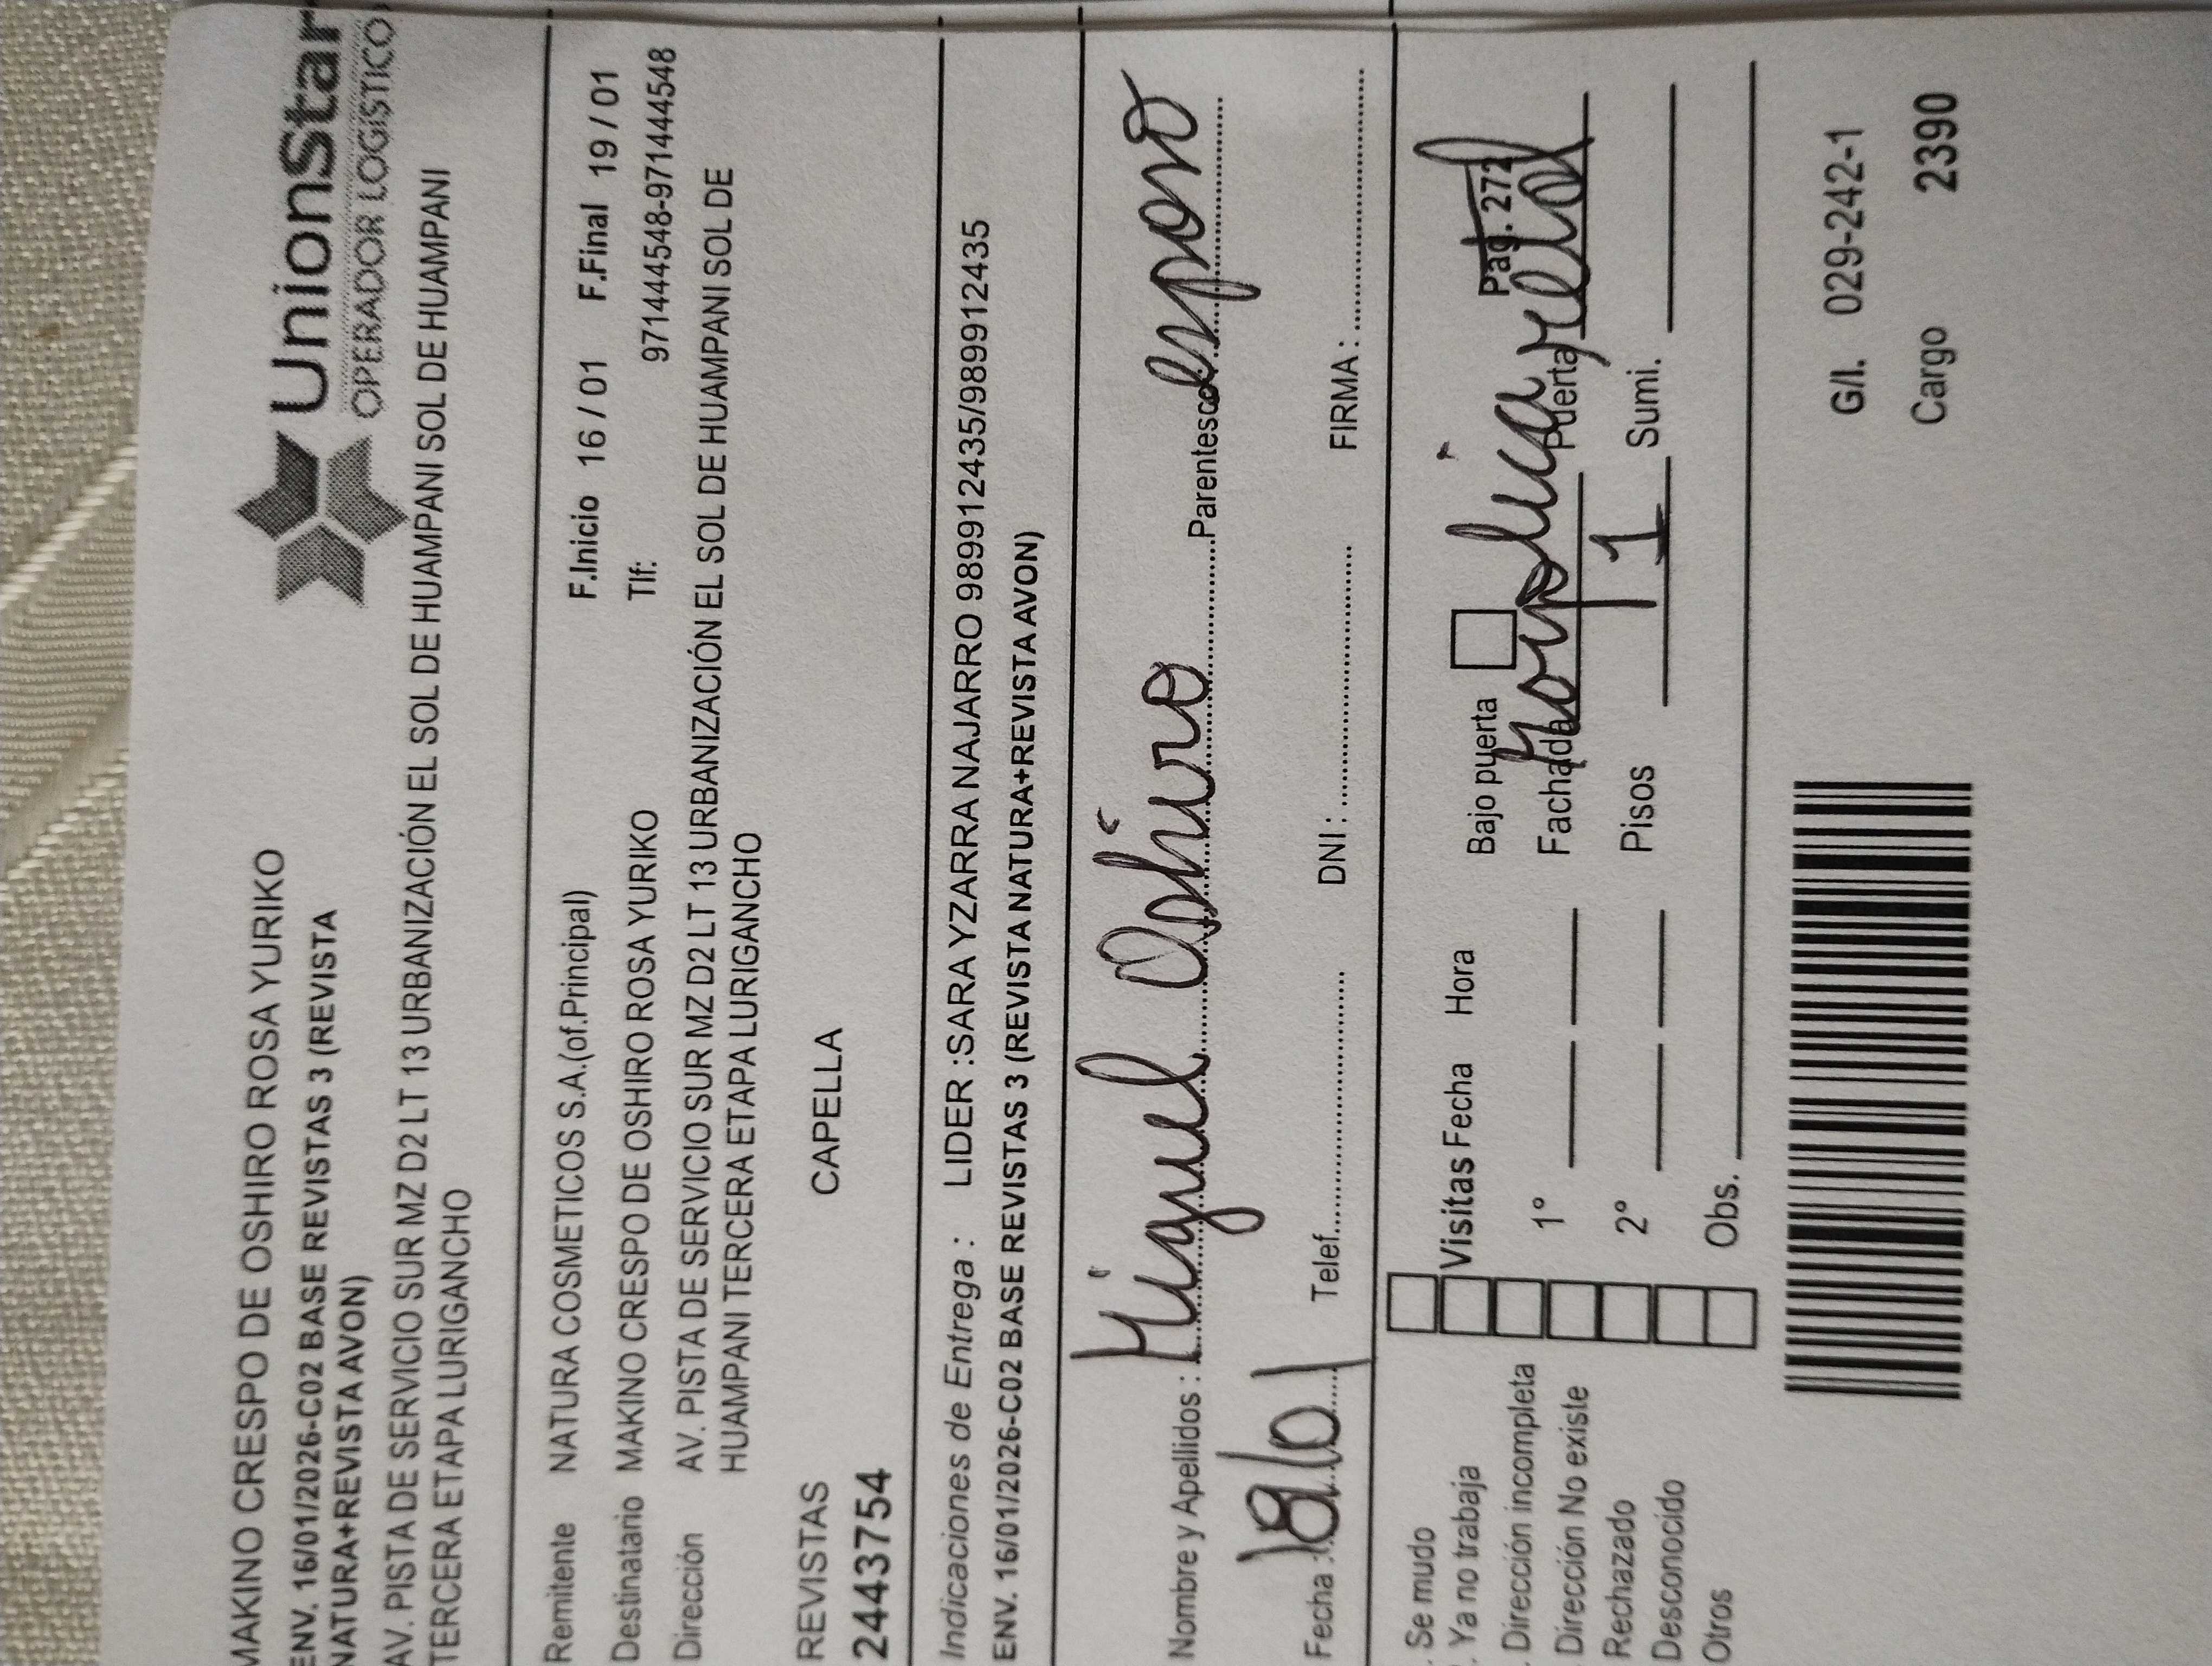 UnionStar
OPERADOR LOGISTICO
MAKINO CRESPO DE OSHIRO ROSA YURIKO
ENV. 16/01/2026-C02 BASE REVISTAS 3 (REVISTA
NATURA+REVISTA AVON)
AV. PISTA DE SERVICIO SUR MZ D2 LT 13 URBANIZACIÓN EL SOL DE HUAMPANI SOL DE HUAMPANI
TERCERA ETAPA LURIGANCHO
Remitente NATURA COSMETICOS S.A.(of.Principal) F.Inicio 16 / 01 F.Final 19 / 01
Destinatario MAKINO CRESPO DE OSHIRO ROSA YURIKO Tlf: 971444548-971444548
Dirección AV. PISTA DE SERVICIO SUR MZ D2 LT 13 URBANIZACIÓN EL SOL DE HUAMPANI SOL DE
HUAMPANI TERCERA ETAPA LURIGANCHO
REVISTAS CAPELLA
2443754
Indicaciones de Entrega : LIDER :SARA YZARRA NAJARRO 989912435/989912435
ENV. 16/01/2026-C02 BASE REVISTAS 3 (REVISTA NATURA+REVISTA AVON)
Nombre y Apellidos : Miguel Oshiro Parentesco esposo
Fecha : 18/01 Telef. DNI : FIRMA :
. Se mudo
. Ya no trabaja Visitas Fecha Hora Bajo puerta Pag. 272
. Dirección incompleta 1° Fachada Puerta
Dirección No existe
Rechazado 2° Pisos 1 Sumi.
Desconocido
Otros Obs.
G/I. 029-242-1
Cargo 2390